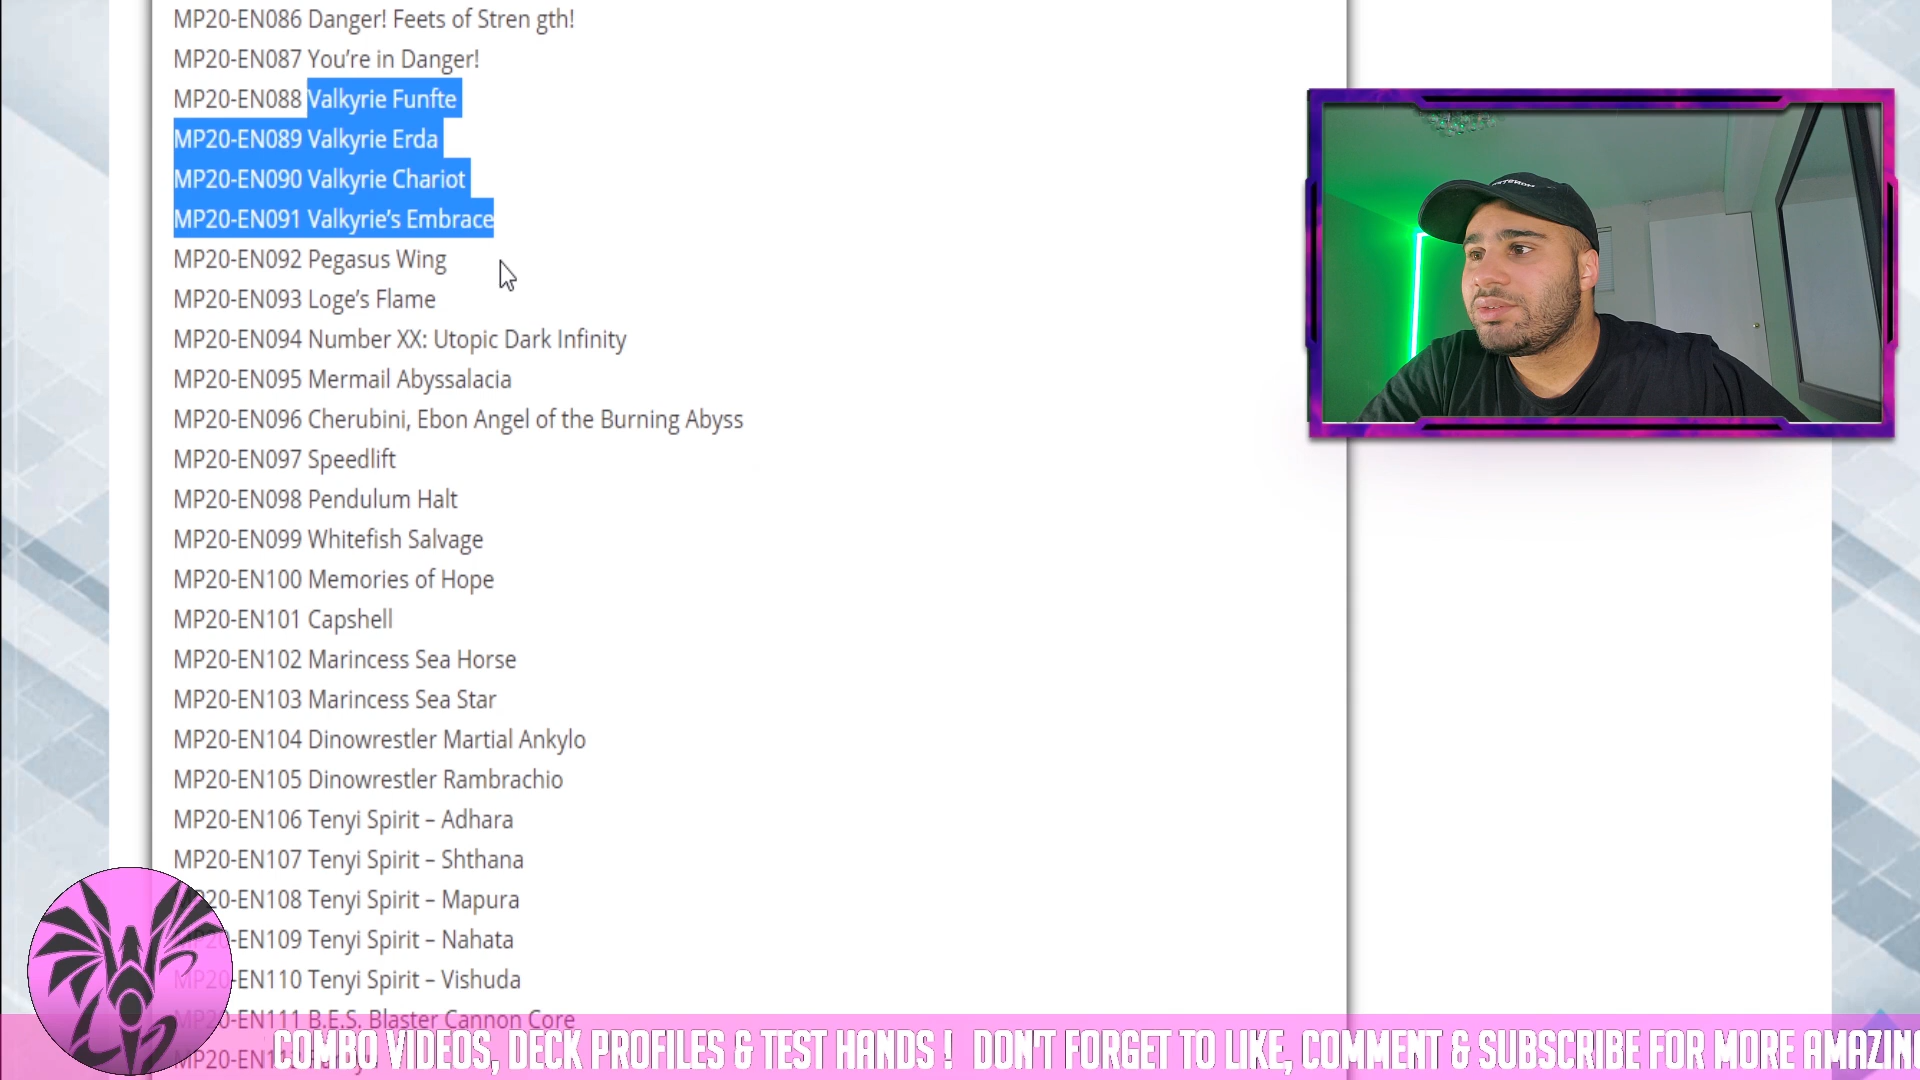 MP20-EN086 Danger! Feets of Stren gth!
MP20-EN087 You’re in Danger!
MP20-EN088 Valkyrie Funfte
MP20-EN089 Valkyrie Erda
MP20-EN090 Valkyrie Chariot
MP20-EN091 Valkyrie’s Embrace
MP20-EN092 Pegasus Wing
MP20-EN093 Loge’s Flame
MP20-EN094 Number XX: Utopic Dark Infinity
MP20-EN095 Mermail Abyssalacia
MP20-EN096 Cherubini, Ebon Angel of the Burning Abyss
MP20-EN097 Speedlift
MP20-EN098 Pendulum Halt
MP20-EN099 Whitefish Salvage
MP20-EN100 Memories of Hope
MP20-EN101 Capshell
MP20-EN102 Marincess Sea Horse
MP20-EN103 Marincess Sea Star
MP20-EN104 Dinowrestler Martial Ankylo
MP20-EN105 Dinowrestler Rambrachio
MP20-EN106 Tenyi Spirit – Adhara
MP20-EN107 Tenyi Spirit – Shthana
MP20-EN108 Tenyi Spirit – Mapura
MP20-EN109 Tenyi Spirit – Nahata
MP20-EN110 Tenyi Spirit – Vishuda
MP20-EN111 B.E.S. Blaster Cannon Core
COMBO VIDEOS, DECK PROFILES & TEST HANDS ! DON'T FORGET TO LIKE, COMMENT & SUBSCRIBE FOR MORE AMAZING